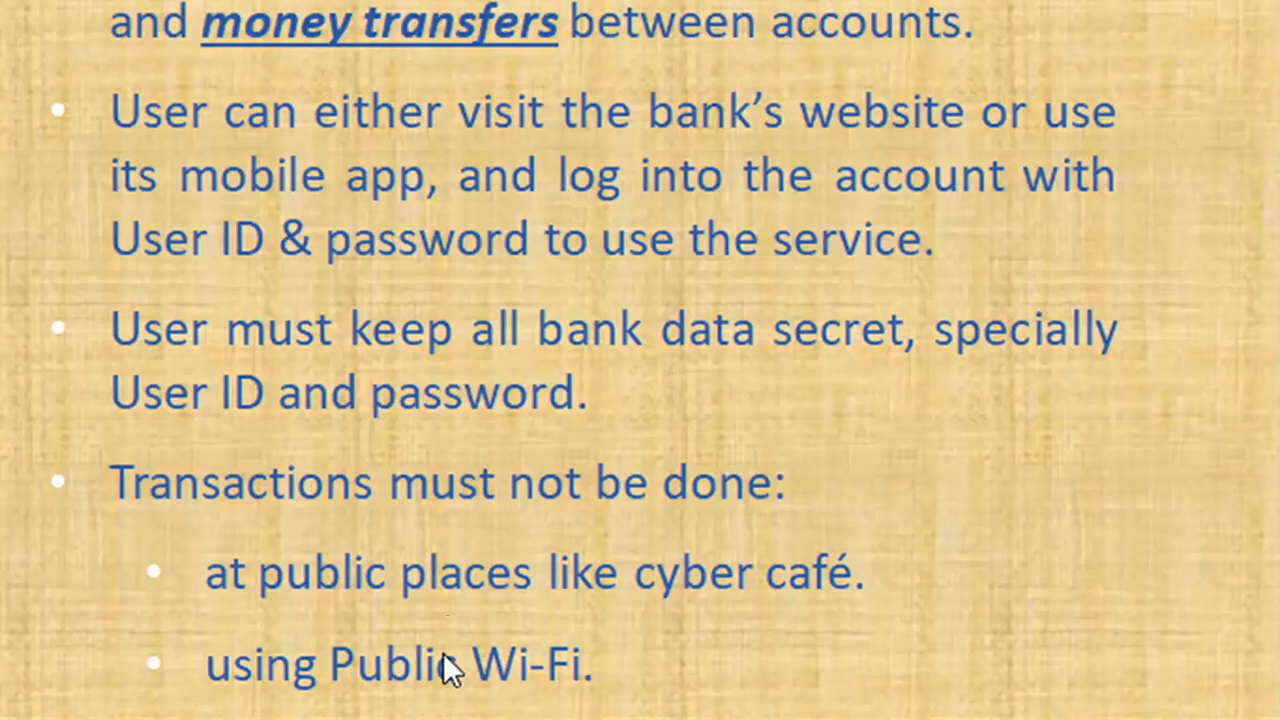 and money transfers between accounts.
• User can either visit the bank’s website or use
its mobile app, and log into the account with
User ID & password to use the service.
• User must keep all bank data secret, specially
User ID and password.
• Transactions must not be done:
• at public places like cyber café.
• using Public Wi-Fi.